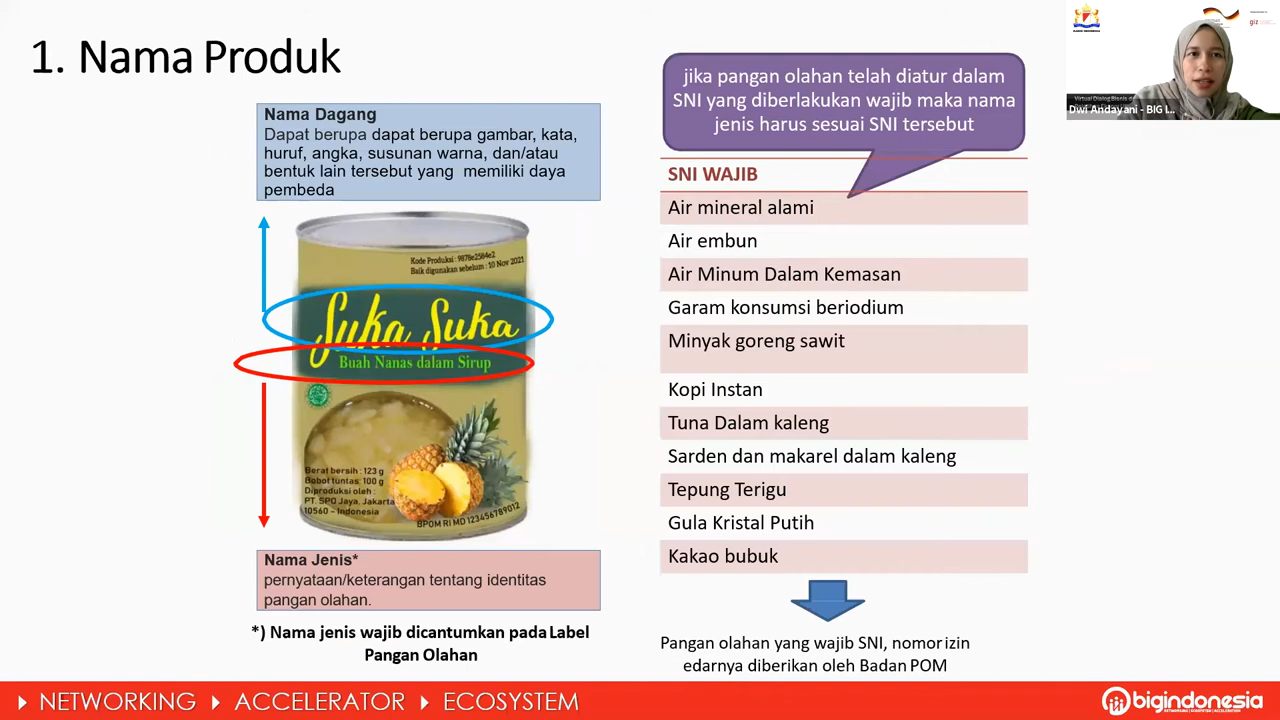 1. Nama Produk
Nama Dagang
Dapat berupa dapat berupa gambar, kata,
huruf, angka, susunan warna, dan/atau
bentuk lain tersebut yang memiliki daya
pembeda
Kode Produksi : 9878e2584e2
Baik digunakan sebelum : 10 Nov 2021
Suka Suka
Buah Nanas dalam Sirup
Berat bersih : 123 g
Bobot tuntas: 100 g
Diproduksi oleh :
PT. SPO Jaya, Jakarta
10560 - Indonesia
BPOM RI MD 123456789012
Nama Jenis*
pernyataan/keterangan tentang identitas
pangan olahan.
*) Nama jenis wajib dicantumkan pada Label
Pangan Olahan
jika pangan olahan telah diatur dalam
SNI yang diberlakukan wajib maka nama
jenis harus sesuai SNI tersebut
SNI WAJIB
Air mineral alami
Air embun
Air Minum Dalam Kemasan
Garam konsumsi beriodium
Minyak goreng sawit
Kopi Instan
Tuna Dalam kaleng
Sarden dan makarel dalam kaleng
Tepung Terigu
Gula Kristal Putih
Kakao bubuk
Pangan olahan yang wajib SNI, nomor izin
edarnya diberikan oleh Badan POM
giz
Virtual Dialog Bisnis d
Dwi Andayani - BIG I...
NETWORKING ACCELERATOR ECOSYSTEM
bigindonesia